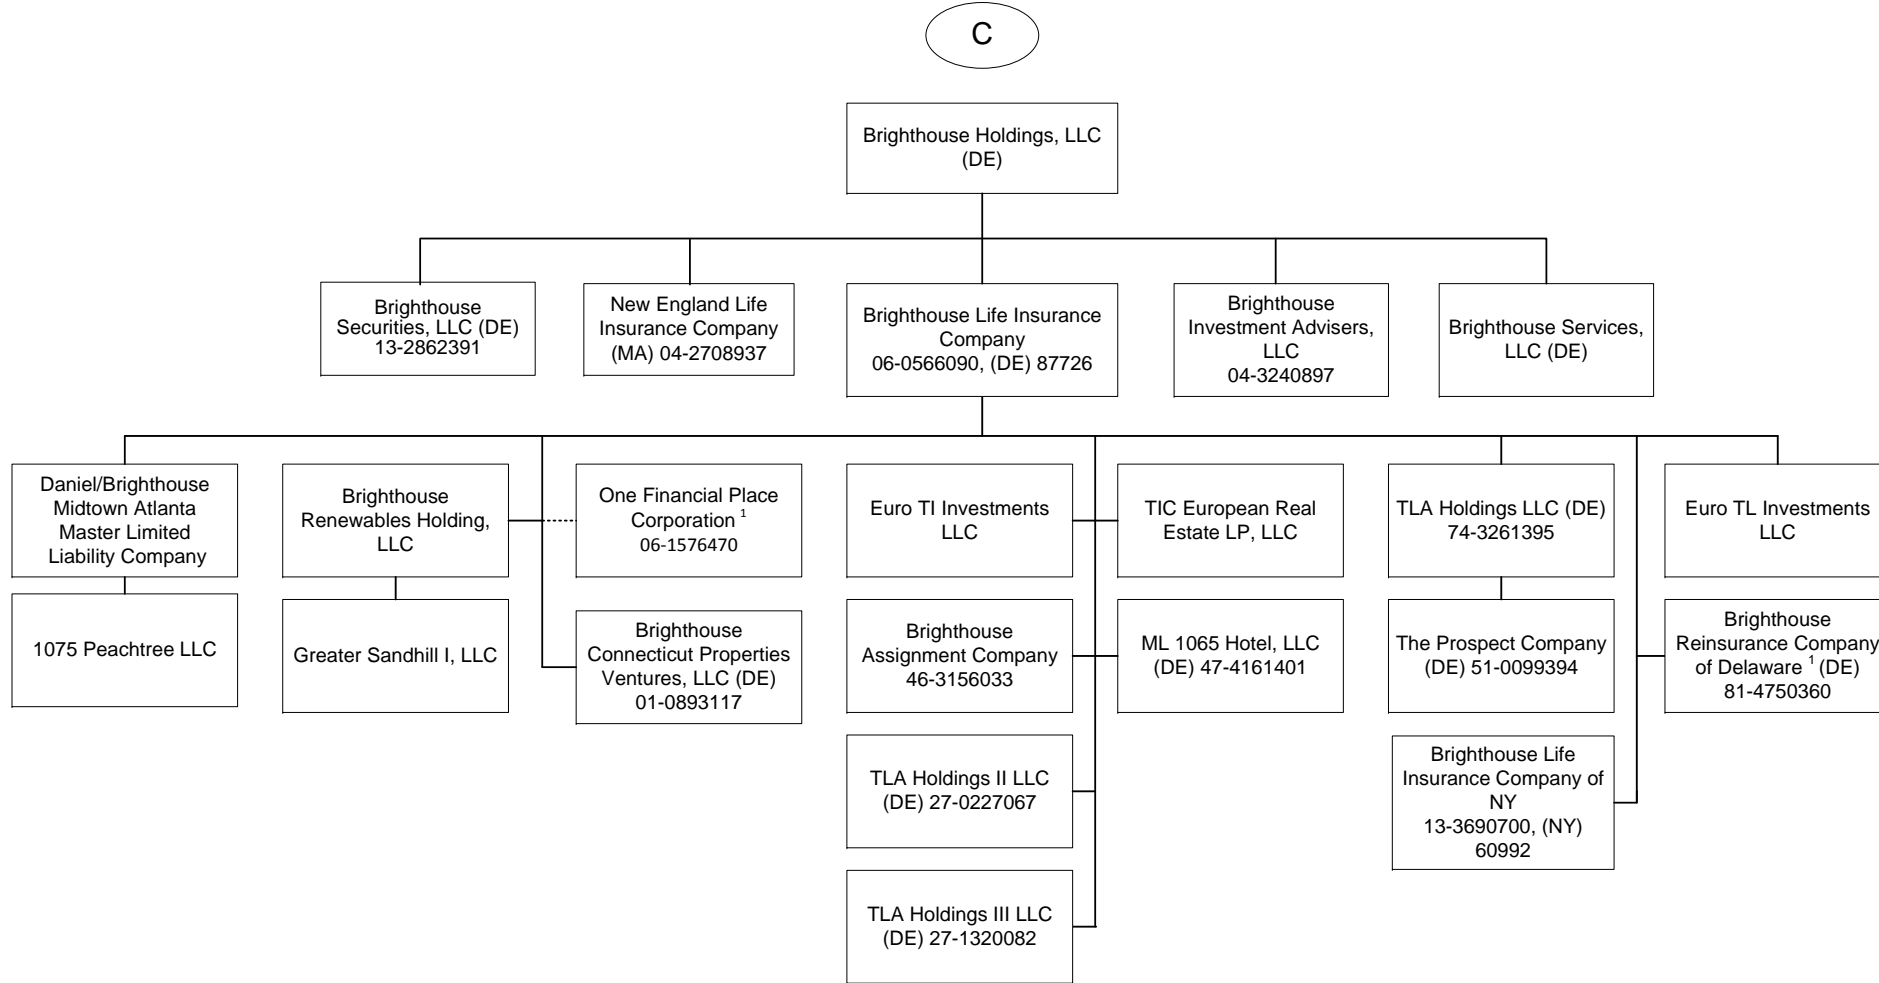 C
Brighthouse Holdings, LLC
(DE)
Brighthouse
Securities, LLC (DE)
13-2862391
New England Life
Insurance Company
(MA) 04-2708937
Brighthouse Life Insurance
Company
06-0566090, (DE) 87726
Brighthouse
Investment Advisers,
LLC
04-3240897
Brighthouse Services,
LLC (DE)
Daniel/Brighthouse
Midtown Atlanta
Master Limited
Liability Company
Brighthouse
Renewables Holding,
LLC
One Financial Place
Corporation 1
06-1576470
Euro TI Investments
LLC
TIC European Real
Estate LP, LLC
TLA Holdings LLC (DE)
74-3261395
Euro TL Investments
LLC
1075 Peachtree LLC
Greater Sandhill I, LLC
Brighthouse
Connecticut Properties
Ventures, LLC (DE)
01-0893117
Brighthouse
Assignment Company
46-3156033
ML 1065 Hotel, LLC
(DE) 47-4161401
The Prospect Company
(DE) 51-0099394
Brighthouse
Reinsurance Company
of Delaware 1 (DE)
81-4750360
TLA Holdings II LLC
(DE) 27-0227067
Brighthouse Life
Insurance Company of
NY
13-3690700, (NY)
60992
TLA Holdings III LLC
(DE) 27-1320082